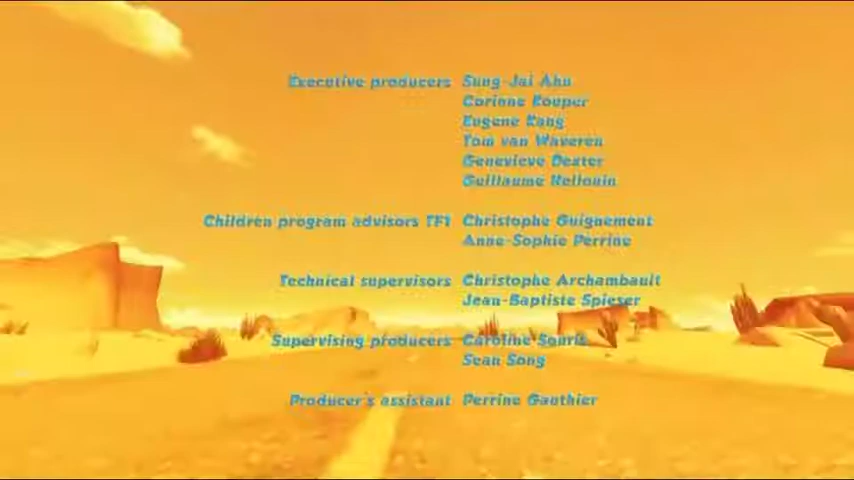 Executive producers Sung-Jai Ahn
Corinne Kouper
Eugene Kang
Tom van Waveren
Genevieve Dexter
Guillaume Hellouin
Children program advisors TF1 Christophe Guignement
Anne-Sophie Perrine
Technical supervisors Christophe Archambault
Jean-Baptiste Spieser
Supervising producers Caroline Souris
Sean Song
Producer's assistant Perrine Gauthier